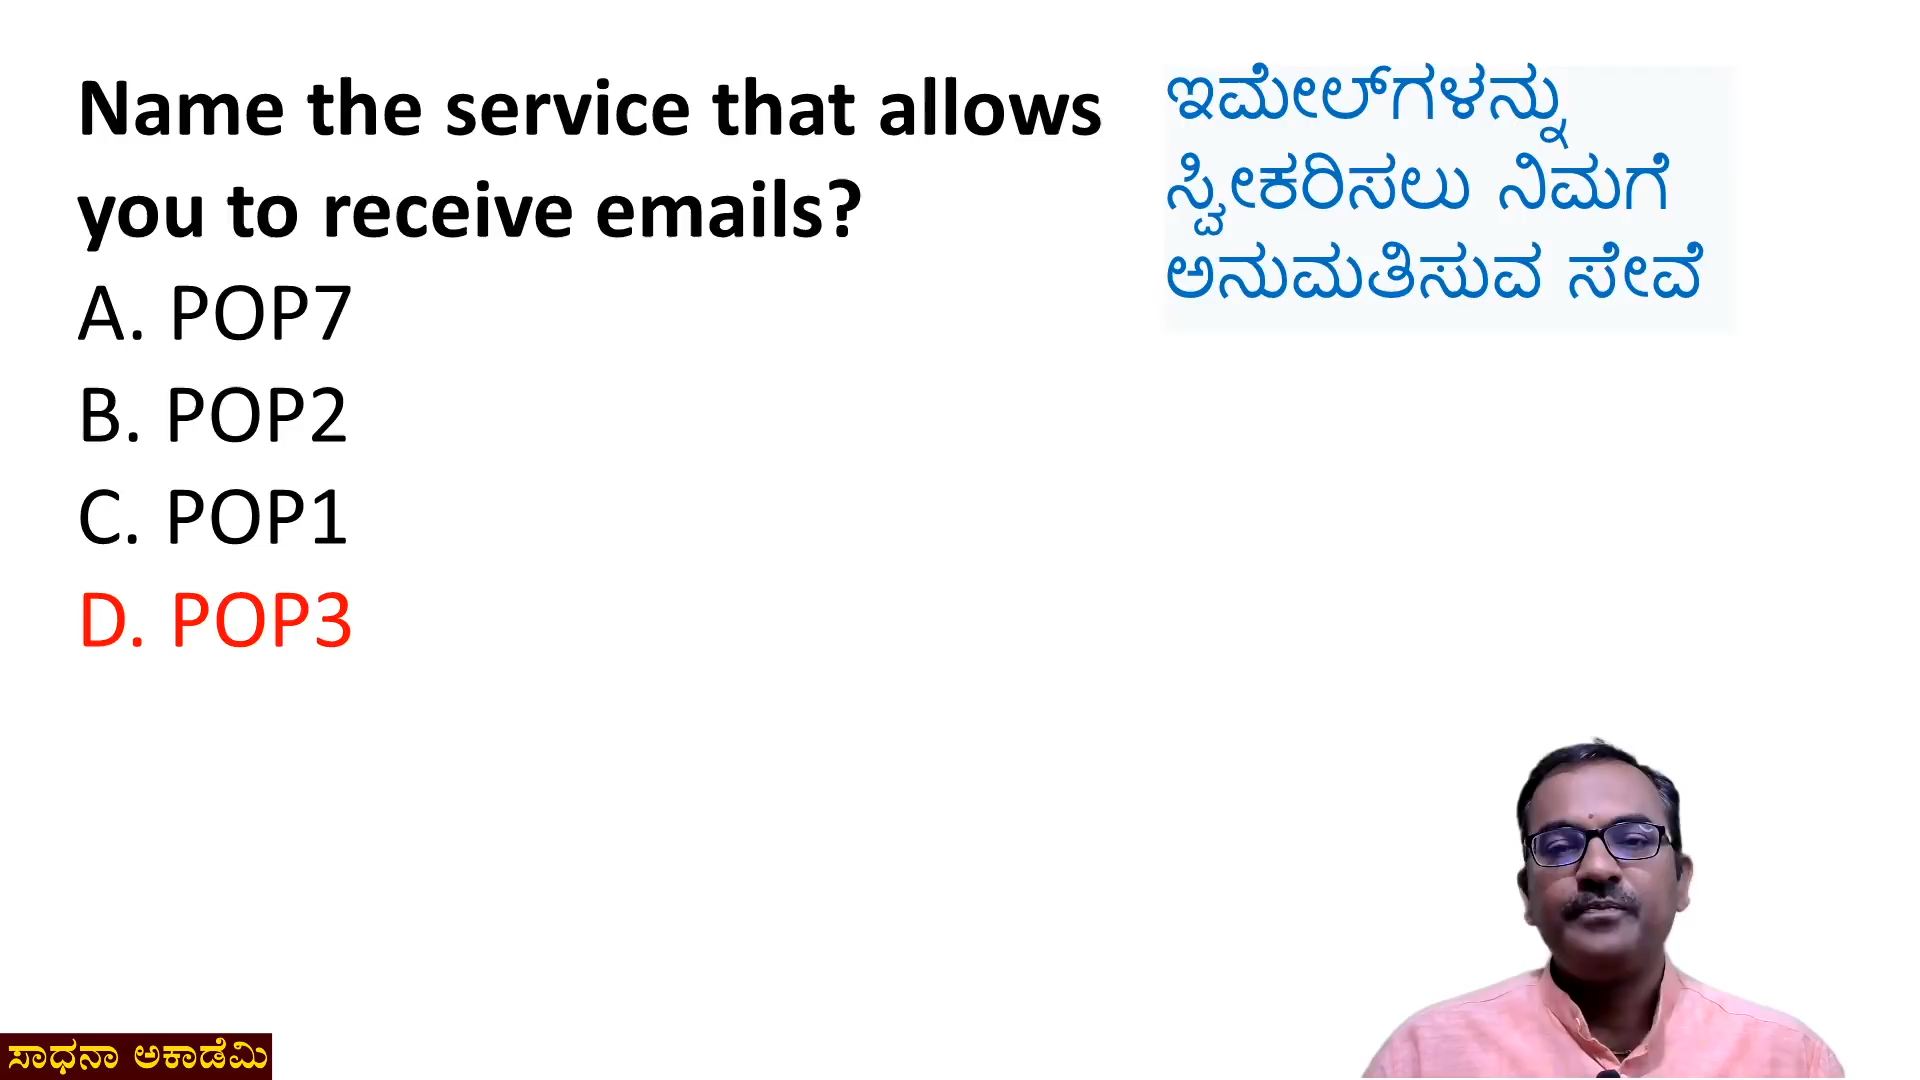 Name the service that allows
you to receive emails?
A. POP7
B. POP2
C. POP1
D. POP3
ಇಮೇಲ್‌ಗಳನ್ನು
ಸ್ವೀಕರಿಸಲು ನಿಮಗೆ
ಅನುಮತಿಸುವ ಸೇವೆ
ಸಾಧನಾ ಅಕಾಡೆಮಿ